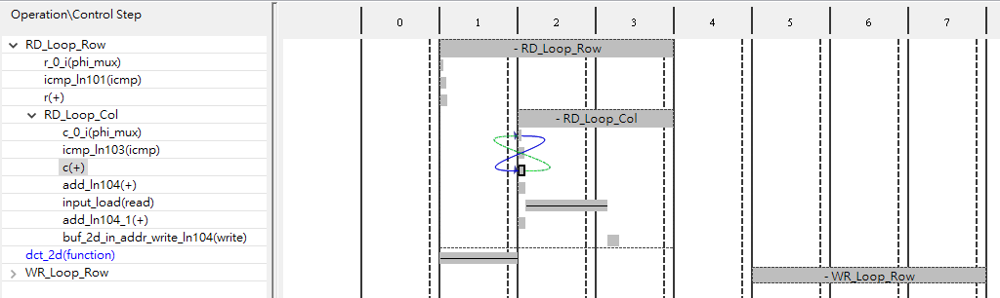 Operation\Control Step
0 1 2 3 4 5 6 7
RD_Loop_Row
- RD_Loop_Row
r_0_i(phi_mux)
icmp_ln101(icmp)
r(+)
RD_Loop_Col
- RD_Loop_Col
c_0_i(phi_mux)
icmp_ln103(icmp)
c(+)
add_ln104(+)
input_load(read)
add_ln104_1(+)
buf_2d_in_addr_write_ln104(write)
dct_2d(function)
WR_Loop_Row
- WR_Loop_Row